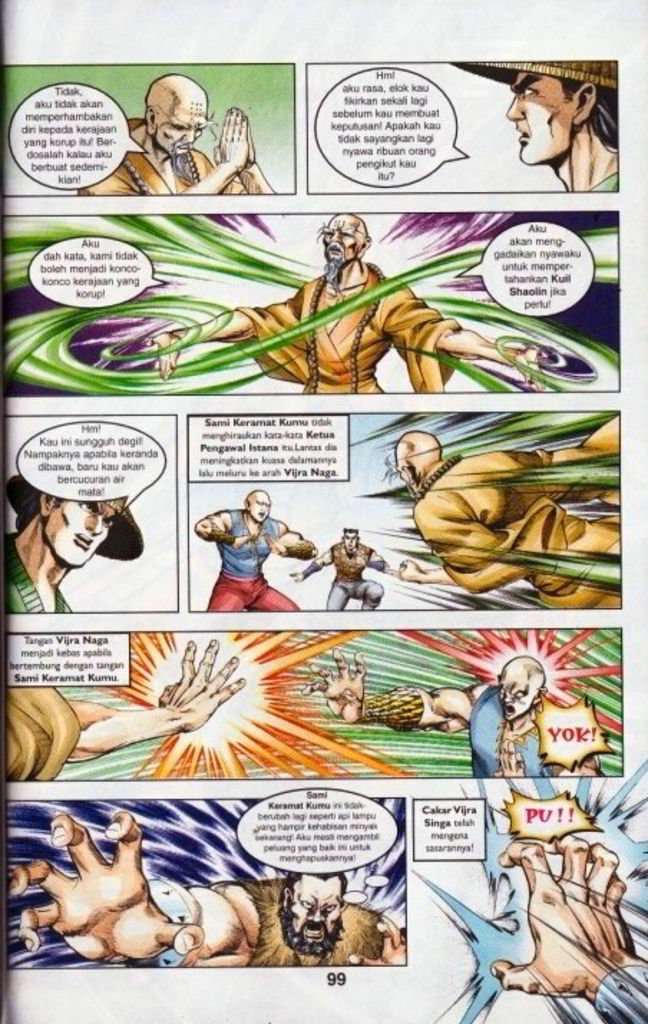 Tidak,
aku tidak akan
memperhambakan
diri kepada kerajaan
yang korup itu! Ber-
dosalah kalau aku
berbuat sedemi-
kian!
Hm!
aku rasa, elok kau
fikirkan sekali lagi
sebelum kau membuat
keputusan! Apakah kau
tidak sayangkan lagi
nyawa ribuan orang
pengikut kau
itu?
Aku
dah kata, kami tidak
boleh menjadi konco-
konco kerajaan yang
korup!
Aku
akan meng-
gadaikan nyawaku
untuk memper-
tahankan Kuil
Shaolin jika
perlu!
Hm!
Kau ini sungguh degil!
Nampaknya apabila keranda
dibawa, baru kau akan
bercucuran air
mata!
Sami Keramat Kumu tidak
menghiraukan kata-kata Ketua
Pengawal Istana itu.Lantas dia
meningkatkan kuasa dalamannya
lalu meluru ke arah Vijra Naga.
Tangan Vijra Naga
menjadi kebas apabila
bertembung dengan tangan
Sami Keramat Kumu.
YOK!
Sami
Keramat Kumu ini tidak-
berubah lagi seperti api lampu
yang hampir kehabisan minyak
sekarang! Aku mesti mengambil
peluang yang baik ini untuk
menghapuskannya!
Cakar Vijra
Singa telah
mengena
sasarannya!
PU!!
99